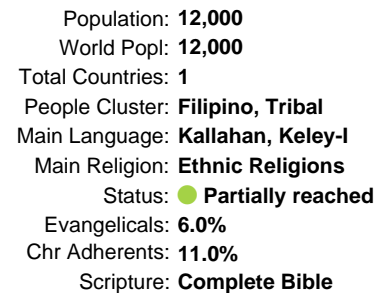 Population: 12,000
World Popl: 12,000
Total Countries: 1
People Cluster: Filipino, Tribal
Main Language: Kallahan, Keley-I
Main Religion: Ethnic Religions
Status: Partially reached
Evangelicals: 6.0%
Chr Adherents: 11.0%
Scripture: Complete Bible